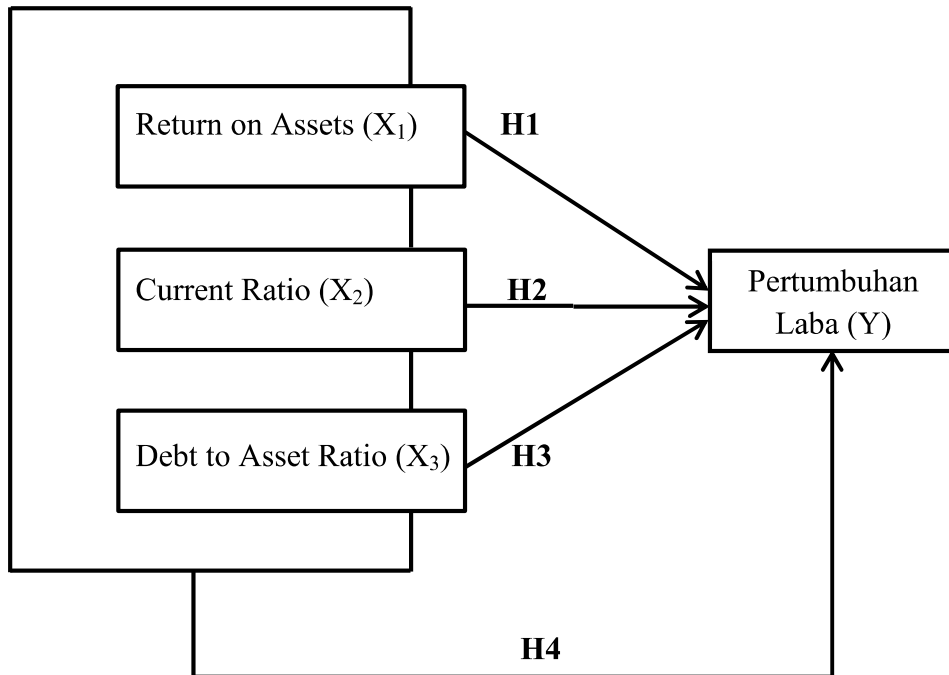 Return on Assets (X₁)
H1
Current Ratio (X₂)
H2
Pertumbuhan
Laba (Y)
Debt to Asset Ratio (X₃)
H3
H4